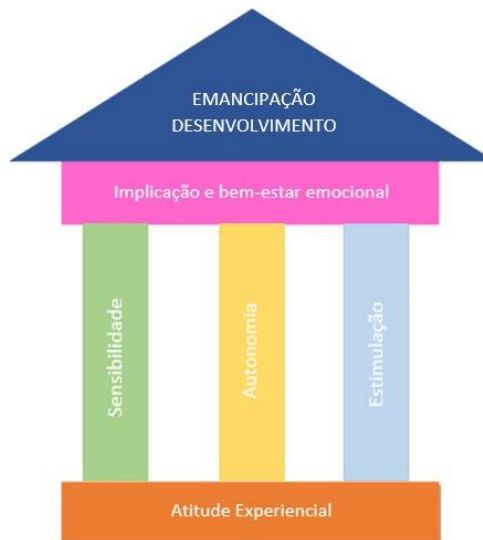 EMANCIPAÇÃO
DESENVOLVIMENTO
Implicação e bem-estar emocional
Sensibilidade
Autonomia
Estimulação
Atitude Experiencial